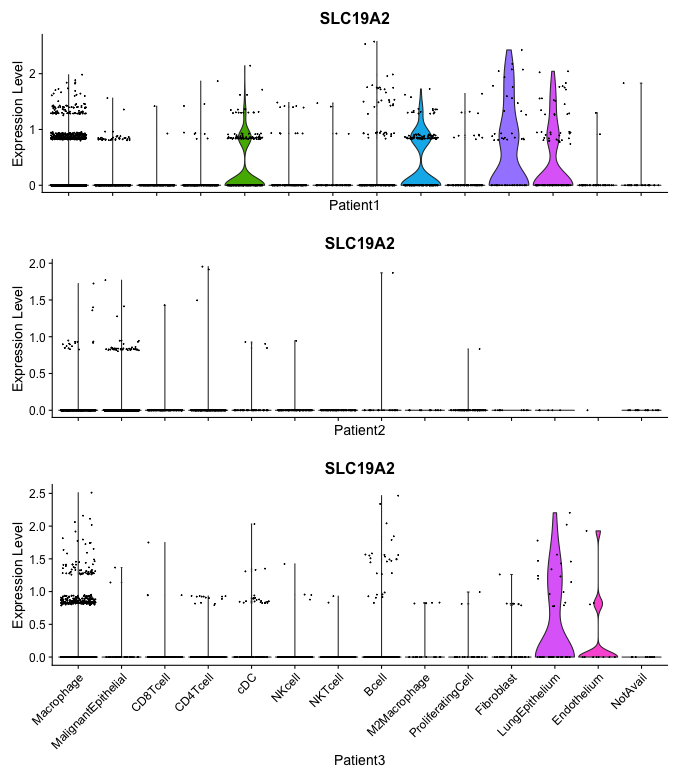 SLC19A2
Expression Level
2
1
0
Patient1
SLC19A2
Expression Level
2.0
1.5
1.0
0.5
0.0
Patient2
SLC19A2
Expression Level
2.5
2.0
1.5
1.0
0.5
0.0
Macrophage
MalignantEpithelial
CD8Tcell
CD4Tcell
cDC
NKcell
NKTcell
Bcell
M2Macrophage
ProliferatingCell
Fibroblast
LungEpithelium
Endothelium
NotAvail
Patient3